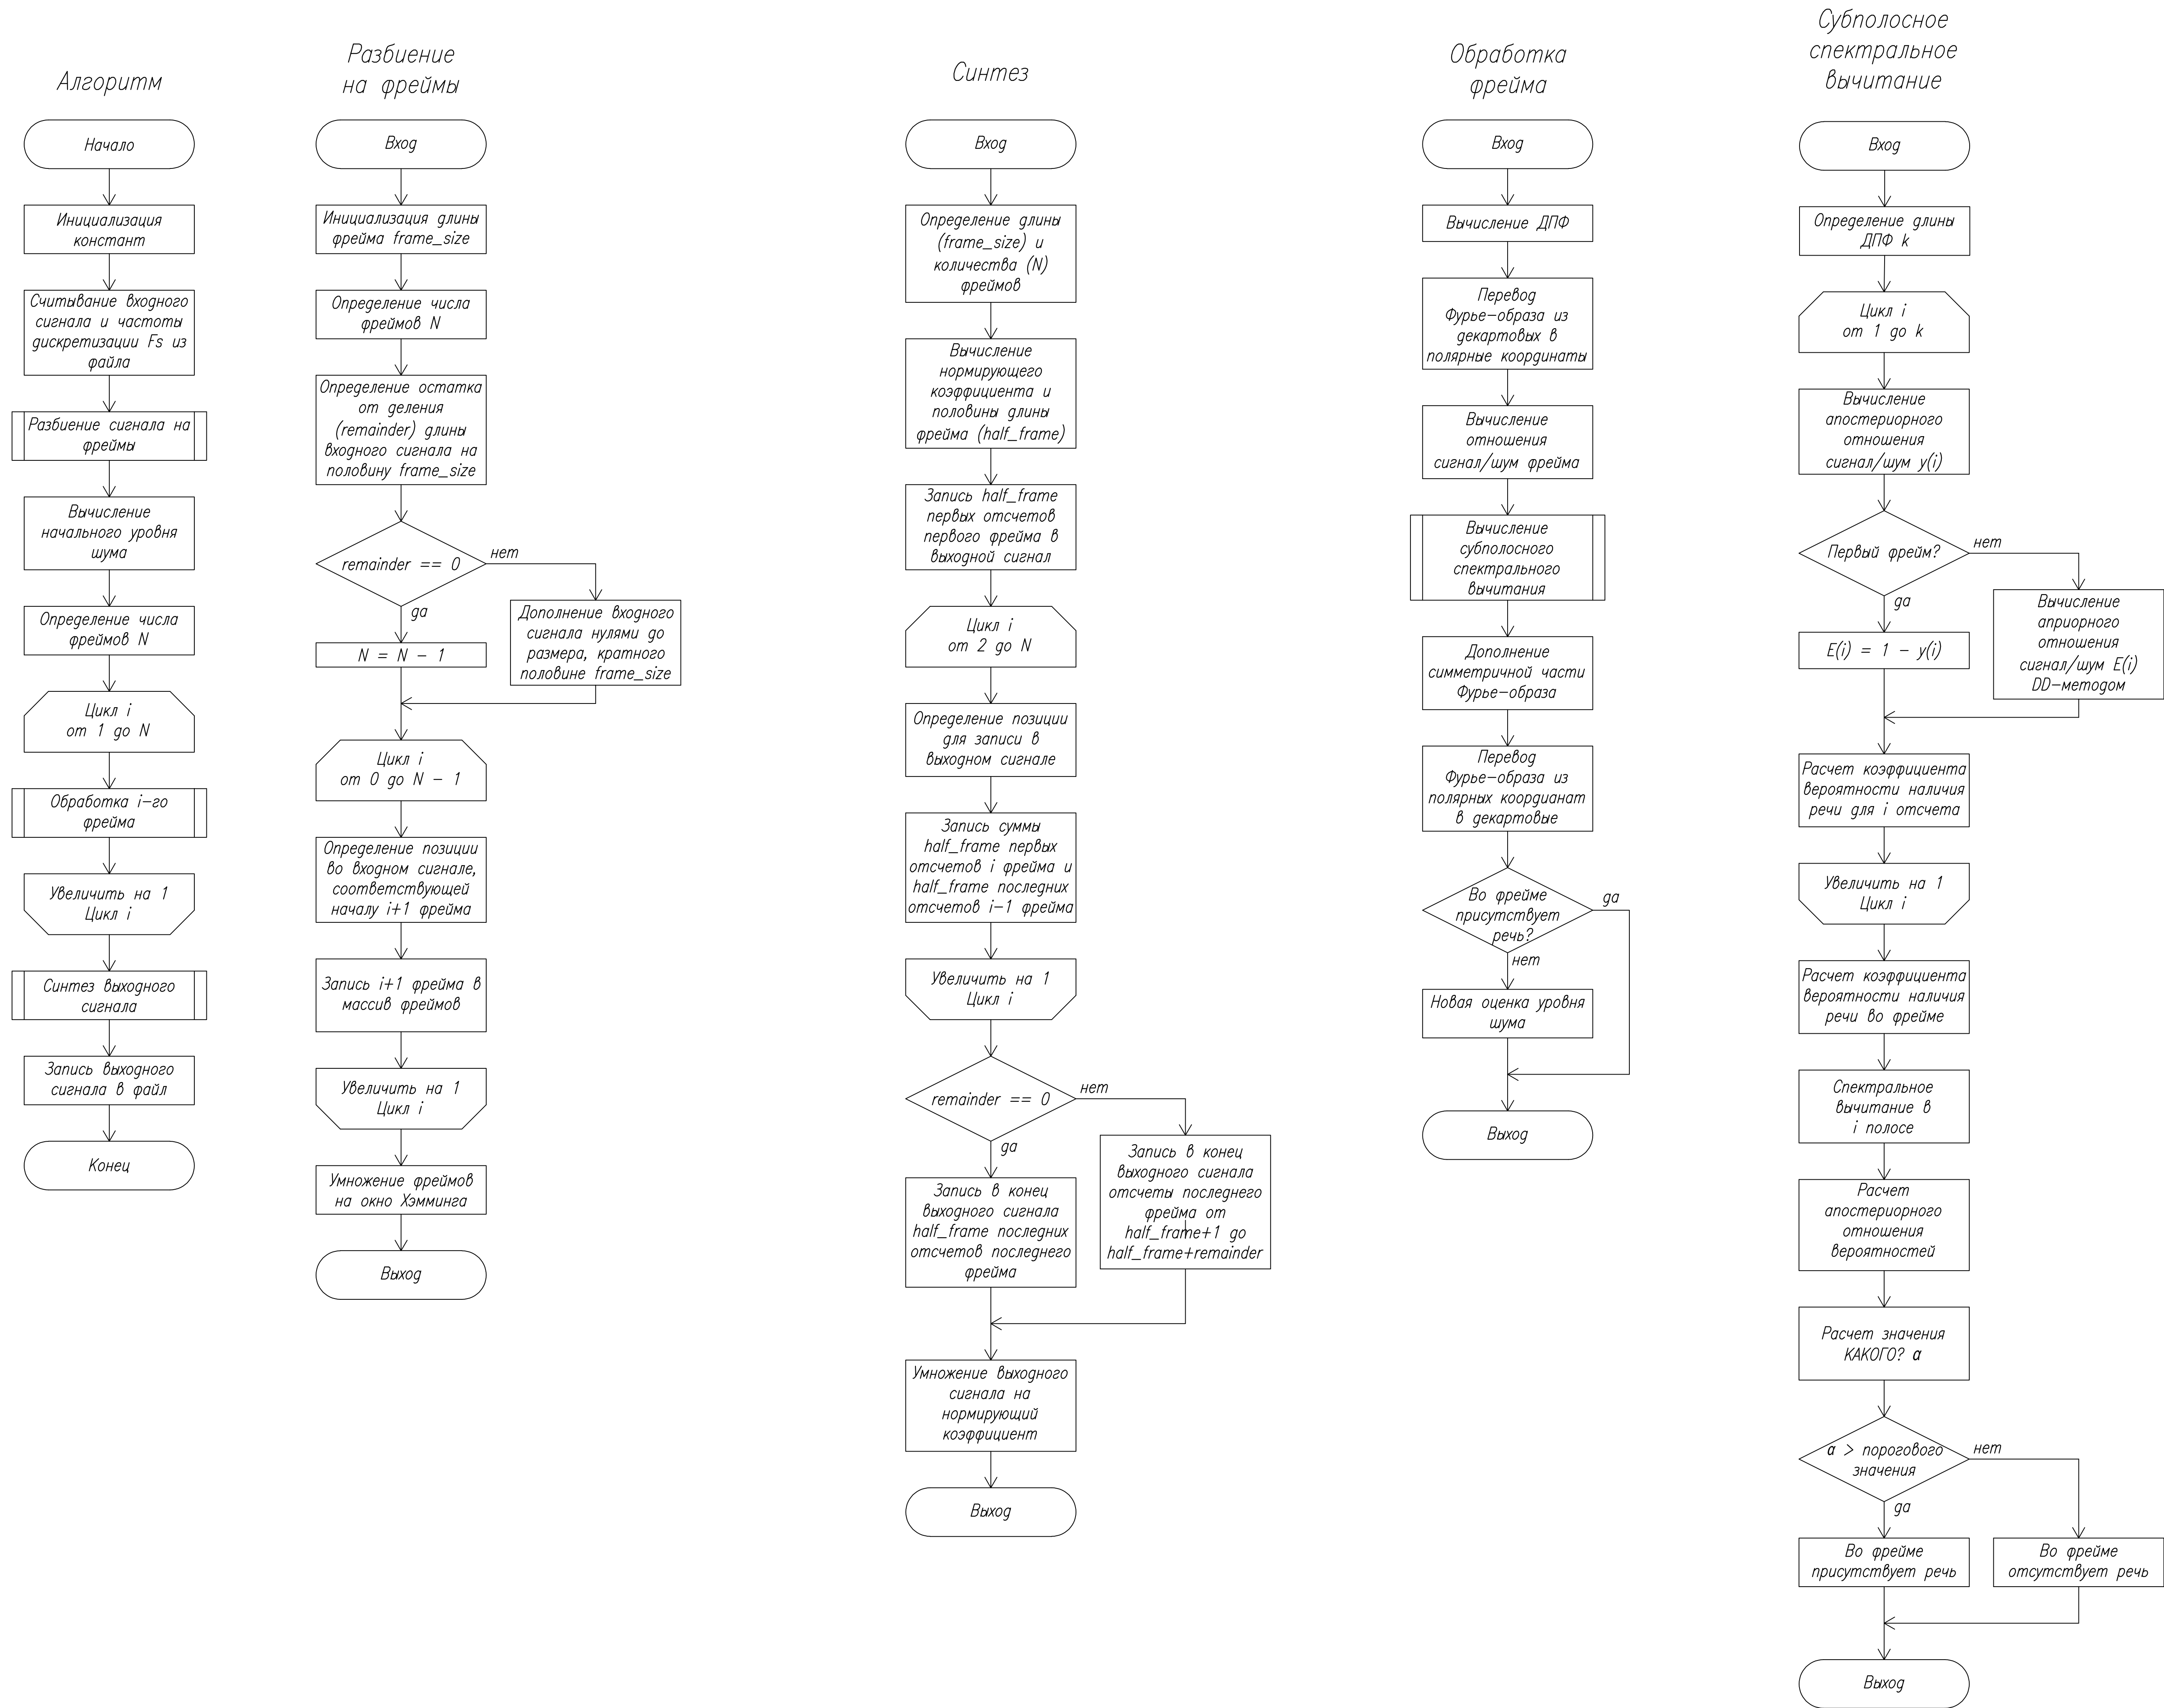 Алгоритм
Начало
Инициализация
констант
Считывание входного
сигнала и частоты
дискретизации Fs из
файла
Разбиение сигнала на
фреймы
Вычисление
начального уровня
шума
Определение числа
фреймов N
Цикл i
от 1 до N
Обработка i-го
фрейма
Увеличить на 1
Цикл i
Синтез выходного
сигнала
Запись выходного
сигнала в файл
Конец
Разбиение
на фреймы
Вход
Инициализация длины
фрейма frame_size
Определение числа
фреймов N
Определение остатка
от деления
(remainder) длины
входного сигнала на
половину frame_size
remainder == 0
нет
да
Дополнение входного
сигнала нулями до
размера, кратного
половине frame_size
N = N - 1
Цикл i
от 0 до N - 1
Определение позиции
во входном сигнале,
соответствующей
началу i+1 фрейма
Запись i+1 фрейма в
массив фреймов
Увеличить на 1
Цикл i
Умножение фреймов
на окно Хэмминга
Выход
Синтез
Вход
Определение длины
(frame_size) и
количества (N)
фреймов
Вычисление
нормирующего
коэффициента и
половины длины
фрейма (half_frame)
Запись half_frame
первых отсчетов
первого фрейма в
выходной сигнал
Цикл i
от 2 до N
Определение позиции
для записи в
выходном сигнале
Запись суммы
half_frame первых
отсчетов i фрейма и
half_frame последних
отсчетов i-1 фрейма
Увеличить на 1
Цикл i
remainder == 0
нет
да
Запись в конец
выходного сигнала
half_frame последних
отсчетов последнего
фрейма
Запись в конец
выходного сигнала
отсчеты последнего
фрейма от
half_frame+1 до
half_frame+remainder
Умножение выходного
сигнала на
нормирующий
коэффициент
Выход
Обработка
фрейма
Вход
Вычисление ДПФ
Перевод
Фурье-образа из
декартовых в
полярные координаты
Вычисление
отношения
сигнал/шум фрейма
Вычисление
субполосного
спектрального
вычитания
Дополнение
симметричной части
Фурье-образа
Перевод
Фурье-образа из
полярных коордианат
в декартовые
Во фрейме
присутствует
речь?
да
нет
Новая оценка уровня
шума
Выход
Субполосное
спектральное
вычитание
Вход
Определение длины
ДПФ k
Цикл i
от 1 до k
Вычисление
апостериорного
отношения
сигнал/шум y(i)
Первый фрейм?
нет
да
E(i) = 1 - y(i)
Вычисление
априорного
отношения
сигнал/шум E(i)
DD-методом
Расчет коэффициента
вероятности наличия
речи для i отсчета
Увеличить на 1
Цикл i
Расчет коэффициента
вероятности наличия
речи во фрейме
Спектральное
вычитание в
i полосе
Расчет
апостериорного
отношения
вероятностей
Расчет значения
КАКОГО? α
α > порогового
значения
нет
да
Во фрейме
присутствует речь
Во фрейме
отсутствует речь
Выход